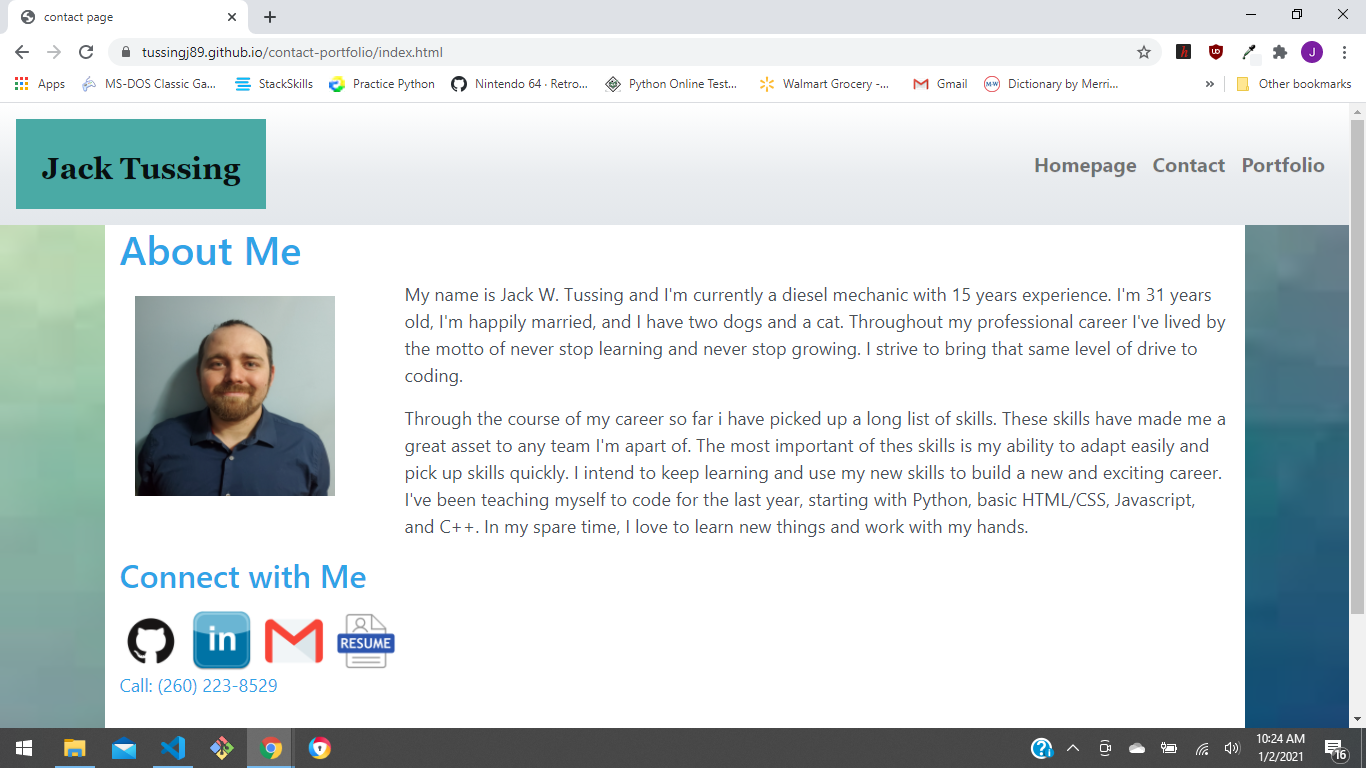 contact page
tussingj89.github.io/contact-portfolio/index.html
J
Apps
MS-DOS Classic Ga...
StackSkills
Practice Python
Nintendo 64 · Retro...
Python Online Test...
Walmart Grocery -...
Gmail
M-W
Dictionary by Merri...
»
Other bookmarks
Jack Tussing
Homepage Contact Portfolio
About Me
My name is Jack W. Tussing and I'm currently a diesel mechanic with 15 years experience. I'm 31 years
old, I'm happily married, and I have two dogs and a cat. Throughout my professional career I've lived by
the motto of never stop learning and never stop growing. I strive to bring that same level of drive to
coding.
Through the course of my career so far i have picked up a long list of skills. These skills have made me a
great asset to any team I'm apart of. The most important of thes skills is my ability to adapt easily and
pick up skills quickly. I intend to keep learning and use my new skills to build a new and exciting career.
I've been teaching myself to code for the last year, starting with Python, basic HTML/CSS, Javascript,
and C++. In my spare time, I love to learn new things and work with my hands.
Connect with Me
in
RESUME
Call: (260) 223-8529
10:24 AM
1/2/2021
16